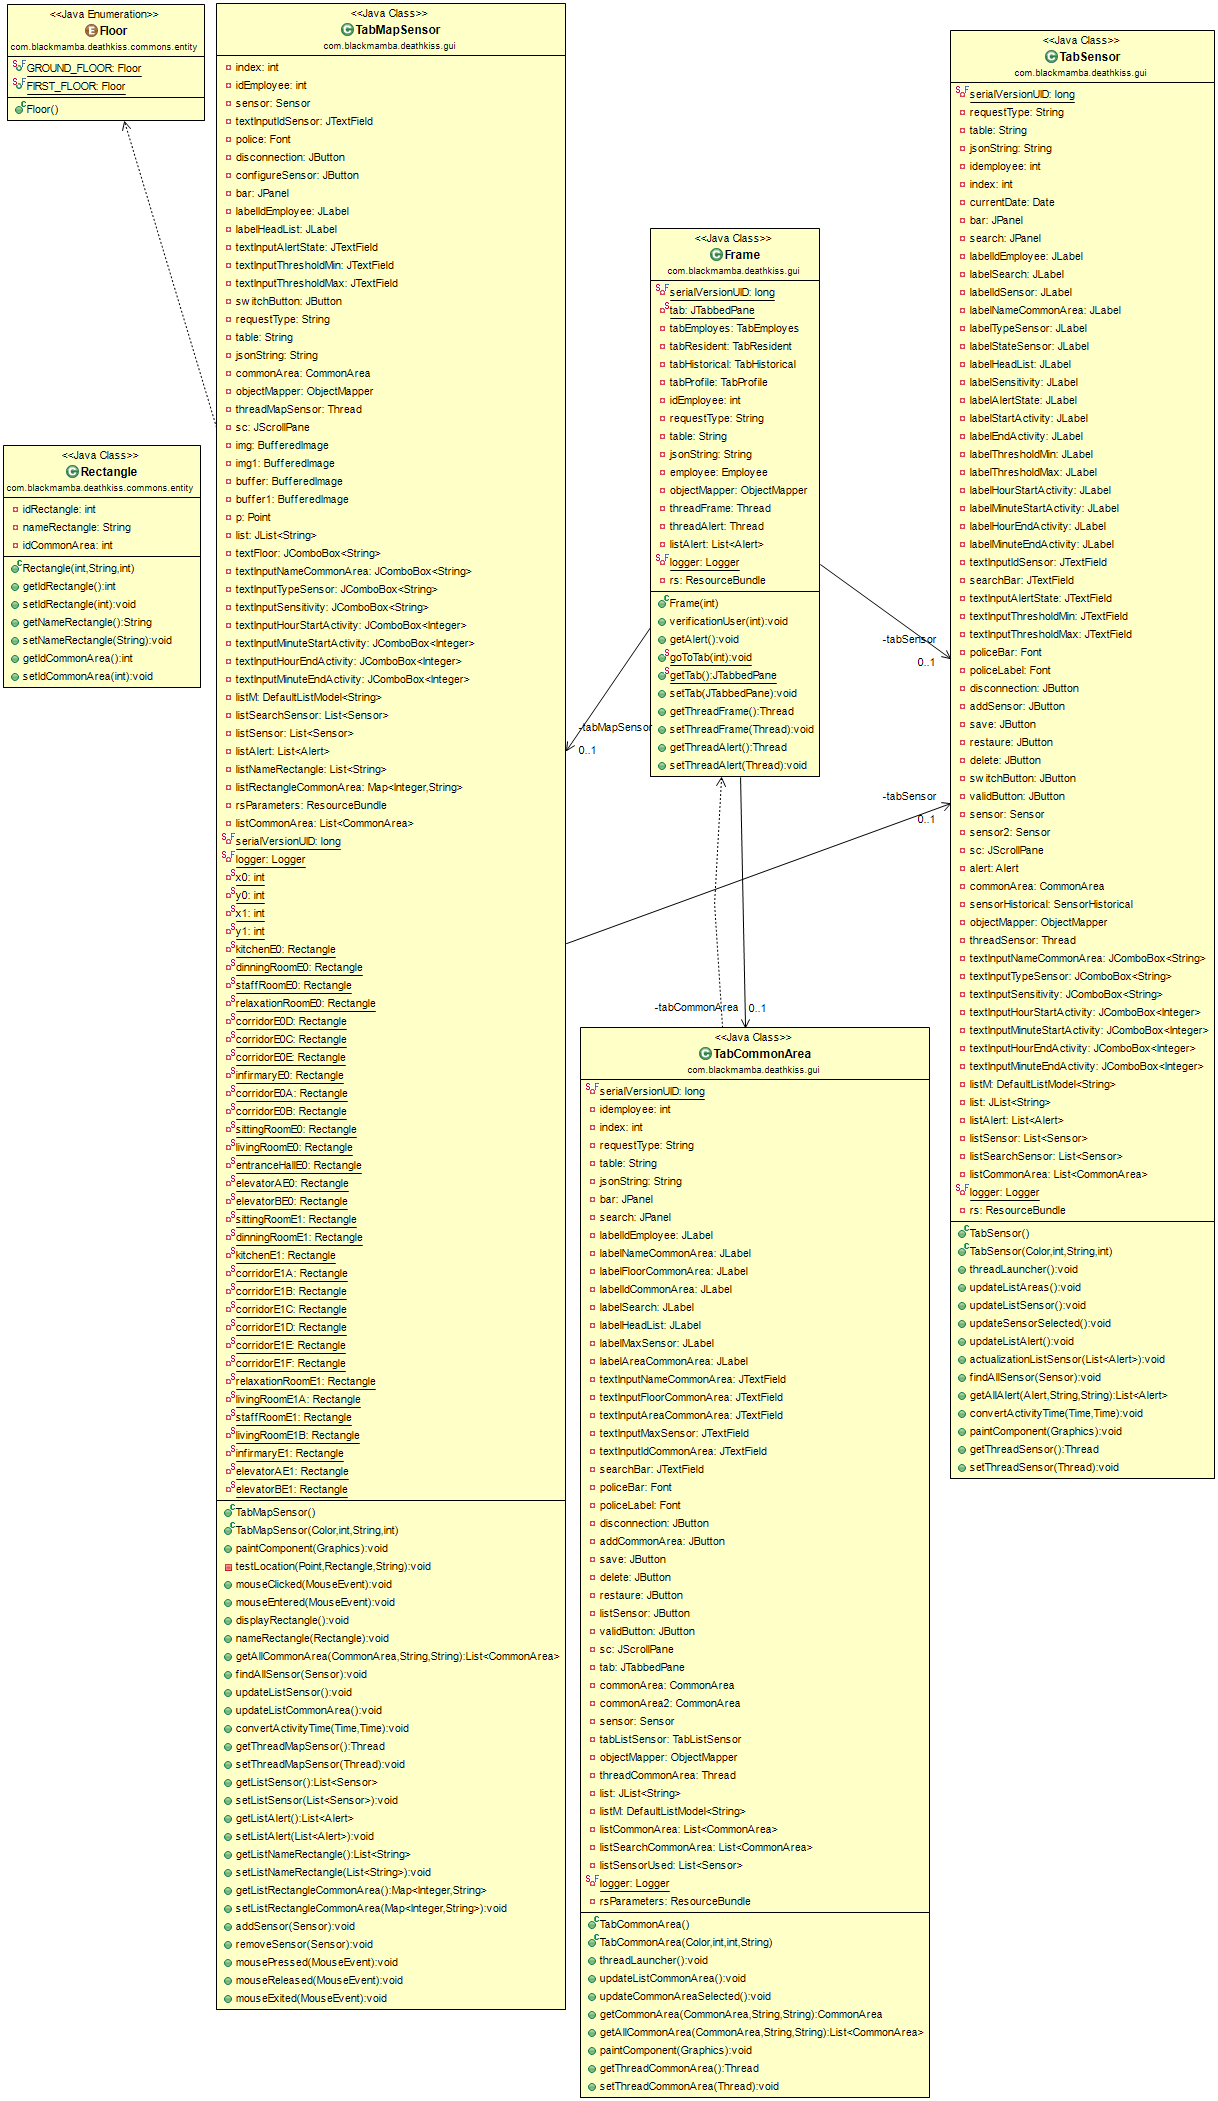 <<Java Enumeration>>
Floor
com.blackmamba.deathkiss.commons.entity
GROUND_FLOOR: Floor
FIRST_FLOOR: Floor
Floor()
<<Java Class>>
Rectangle
com.blackmamba.deathkiss.commons.entity
idRectangle: int
nameRectangle: String
idCommonArea: int
Rectangle(int,String,int)
getIdRectangle():int
setIdRectangle(int):void
getNameRectangle():String
setNameRectangle(String):void
getIdCommonArea():int
setIdCommonArea(int):void
<<Java Class>>
TabMapSensor
com.blackmamba.deathkiss.gui
index: int
idEmployee: int
sensor: Sensor
textInputIdSensor: JTextField
police: Font
disconnection: JButton
configureSensor: JButton
bar: JPanel
labelIdEmployee: JLabel
labelHeadList: JLabel
textInputAlertState: JTextField
textInputThresholdMin: JTextField
textInputThresholdMax: JTextField
switchButton: JButton
requestType: String
table: String
jsonString: String
commonArea: CommonArea
objectMapper: ObjectMapper
threadMapSensor: Thread
sc: JScrollPane
img: BufferedImage
img1: BufferedImage
buffer: BufferedImage
buffer1: BufferedImage
p: Point
list: JList<String>
textFloor: JComboBox<String>
textInputNameCommonArea: JComboBox<String>
textInputTypeSensor: JComboBox<String>
textInputSensitivity: JComboBox<String>
textInputHourStartActivity: JComboBox<Integer>
textInputMinuteStartActivity: JComboBox<Integer>
textInputHourEndActivity: JComboBox<Integer>
textInputMinuteEndActivity: JComboBox<Integer>
listM: DefaultListModel<String>
listSearchSensor: List<Sensor>
listSensor: List<Sensor>
listAlert: List<Alert>
listNameRectangle: List<String>
listRectangleCommonArea: Map<Integer,String>
rsParameters: ResourceBundle
listCommonArea: List<CommonArea>
serialVersionUID: long
logger: Logger
x0: int
y0: int
x1: int
y1: int
kitchenE0: Rectangle
dinningRoomE0: Rectangle
staffRoomE0: Rectangle
relaxationRoomE0: Rectangle
corridorE0D: Rectangle
corridorE0C: Rectangle
corridorE0E: Rectangle
infirmaryE0: Rectangle
corridorE0A: Rectangle
corridorE0B: Rectangle
sittingRoomE0: Rectangle
livingRoomE0: Rectangle
entranceHallE0: Rectangle
elevatorAE0: Rectangle
elevatorBE0: Rectangle
sittingRoomE1: Rectangle
dinningRoomE1: Rectangle
kitchenE1: Rectangle
corridorE1A: Rectangle
corridorE1B: Rectangle
corridorE1C: Rectangle
corridorE1D: Rectangle
corridorE1E: Rectangle
corridorE1F: Rectangle
relaxationRoomE1: Rectangle
livingRoomE1A: Rectangle
staffRoomE1: Rectangle
livingRoomE1B: Rectangle
infirmaryE1: Rectangle
elevatorAE1: Rectangle
elevatorBE1: Rectangle
TabMapSensor()
TabMapSensor(Color,int,String,int)
paintComponent(Graphics):void
testLocation(Point,Rectangle,String):void
mouseClicked(MouseEvent):void
mouseEntered(MouseEvent):void
displayRectangle():void
nameRectangle(Rectangle):void
getAllCommonArea(CommonArea,String,String):List<CommonArea>
findAllSensor(Sensor):void
updateListSensor():void
updateListCommonArea():void
convertActivityTime(Time,Time):void
getThreadMapSensor():Thread
setThreadMapSensor(Thread):void
getListSensor():List<Sensor>
setListSensor(List<Sensor>):void
getListAlert():List<Alert>
setListAlert(List<Alert>):void
getListNameRectangle():List<String>
setListNameRectangle(List<String>):void
getListRectangleCommonArea():Map<Integer,String>
setListRectangleCommonArea(Map<Integer,String>):void
addSensor(Sensor):void
removeSensor(Sensor):void
mousePressed(MouseEvent):void
mouseReleased(MouseEvent):void
mouseExited(MouseEvent):void
<<Java Class>>
Frame
com.blackmamba.deathkiss.gui
serialVersionUID: long
tab: JTabbedPane
tabEmployes: TabEmployes
tabResident: TabResident
tabHistorical: TabHistorical
tabProfile: TabProfile
idEmployee: int
requestType: String
table: String
jsonString: String
employee: Employee
objectMapper: ObjectMapper
threadFrame: Thread
threadAlert: Thread
listAlert: List<Alert>
logger: Logger
rs: ResourceBundle
Frame(int)
verificationUser(int):void
getAlert():void
goToTab(int):void
getTab():JTabbedPane
setTab(JTabbedPane):void
getThreadFrame():Thread
setThreadFrame(Thread):void
getThreadAlert():Thread
setThreadAlert(Thread):void
-tabMapSensor
0..1
-tabSensor
0..1
-tabSensor
0..1
-tabCommonArea
0..1
<<Java Class>>
TabCommonArea
com.blackmamba.deathkiss.gui
serialVersionUID: long
idemployee: int
index: int
requestType: String
table: String
jsonString: String
bar: JPanel
search: JPanel
labelIdEmployee: JLabel
labelNameCommonArea: JLabel
labelFloorCommonArea: JLabel
labelIdCommonArea: JLabel
labelSearch: JLabel
labelHeadList: JLabel
labelMaxSensor: JLabel
labelAreaCommonArea: JLabel
textInputNameCommonArea: JTextField
textInputFloorCommonArea: JTextField
textInputAreaCommonArea: JTextField
textInputMaxSensor: JTextField
textInputIdCommonArea: JTextField
searchBar: JTextField
policeBar: Font
policeLabel: Font
disconnection: JButton
addCommonArea: JButton
save: JButton
delete: JButton
restaure: JButton
listSensor: JButton
validButton: JButton
sc: JScrollPane
tab: JTabbedPane
commonArea: CommonArea
commonArea2: CommonArea
sensor: Sensor
tabListSensor: TabListSensor
objectMapper: ObjectMapper
threadCommonArea: Thread
list: JList<String>
listM: DefaultListModel<String>
listCommonArea: List<CommonArea>
listSearchCommonArea: List<CommonArea>
listSensorUsed: List<Sensor>
logger: Logger
rsParameters: ResourceBundle
TabCommonArea()
TabCommonArea(Color,int,int,String)
threadLauncher():void
updateListCommonArea():void
updateCommonAreaSelected():void
getCommonArea(CommonArea,String,String):CommonArea
getAllCommonArea(CommonArea,String,String):List<CommonArea>
paintComponent(Graphics):void
getThreadCommonArea():Thread
setThreadCommonArea(Thread):void
<<Java Class>>
TabSensor
com.blackmamba.deathkiss.gui
serialVersionUID: long
requestType: String
table: String
jsonString: String
idemployee: int
index: int
currentDate: Date
bar: JPanel
search: JPanel
labelIdEmployee: JLabel
labelSearch: JLabel
labelIdSensor: JLabel
labelNameCommonArea: JLabel
labelTypeSensor: JLabel
labelStateSensor: JLabel
labelHeadList: JLabel
labelSensitivity: JLabel
labelAlertState: JLabel
labelStartActivity: JLabel
labelEndActivity: JLabel
labelThresholdMin: JLabel
labelThresholdMax: JLabel
labelHourStartActivity: JLabel
labelMinuteStartActivity: JLabel
labelHourEndActivity: JLabel
labelMinuteEndActivity: JLabel
textInputIdSensor: JTextField
searchBar: JTextField
textInputAlertState: JTextField
textInputThresholdMin: JTextField
textInputThresholdMax: JTextField
policeBar: Font
policeLabel: Font
disconnection: JButton
addSensor: JButton
save: JButton
restaure: JButton
delete: JButton
switchButton: JButton
validButton: JButton
sensor: Sensor
sensor2: Sensor
sc: JScrollPane
alert: Alert
commonArea: CommonArea
sensorHistorical: SensorHistorical
objectMapper: ObjectMapper
threadSensor: Thread
textInputNameCommonArea: JComboBox<String>
textInputTypeSensor: JComboBox<String>
textInputSensitivity: JComboBox<String>
textInputHourStartActivity: JComboBox<Integer>
textInputMinuteStartActivity: JComboBox<Integer>
textInputHourEndActivity: JComboBox<Integer>
textInputMinuteEndActivity: JComboBox<Integer>
listM: DefaultListModel<String>
list: JList<String>
listAlert: List<Alert>
listSensor: List<Sensor>
listSearchSensor: List<Sensor>
listCommonArea: List<CommonArea>
logger: Logger
rs: ResourceBundle
TabSensor()
TabSensor(Color,int,String,int)
threadLauncher():void
updateListAreas():void
updateListSensor():void
updateSensorSelected():void
updateListAlert():void
actualizationListSensor(List<Alert>):void
findAllSensor(Sensor):void
getAllAlert(Alert,String,String):List<Alert>
convertActivityTime(Time,Time):void
paintComponent(Graphics):void
getThreadSensor():Thread
setThreadSensor(Thread):void